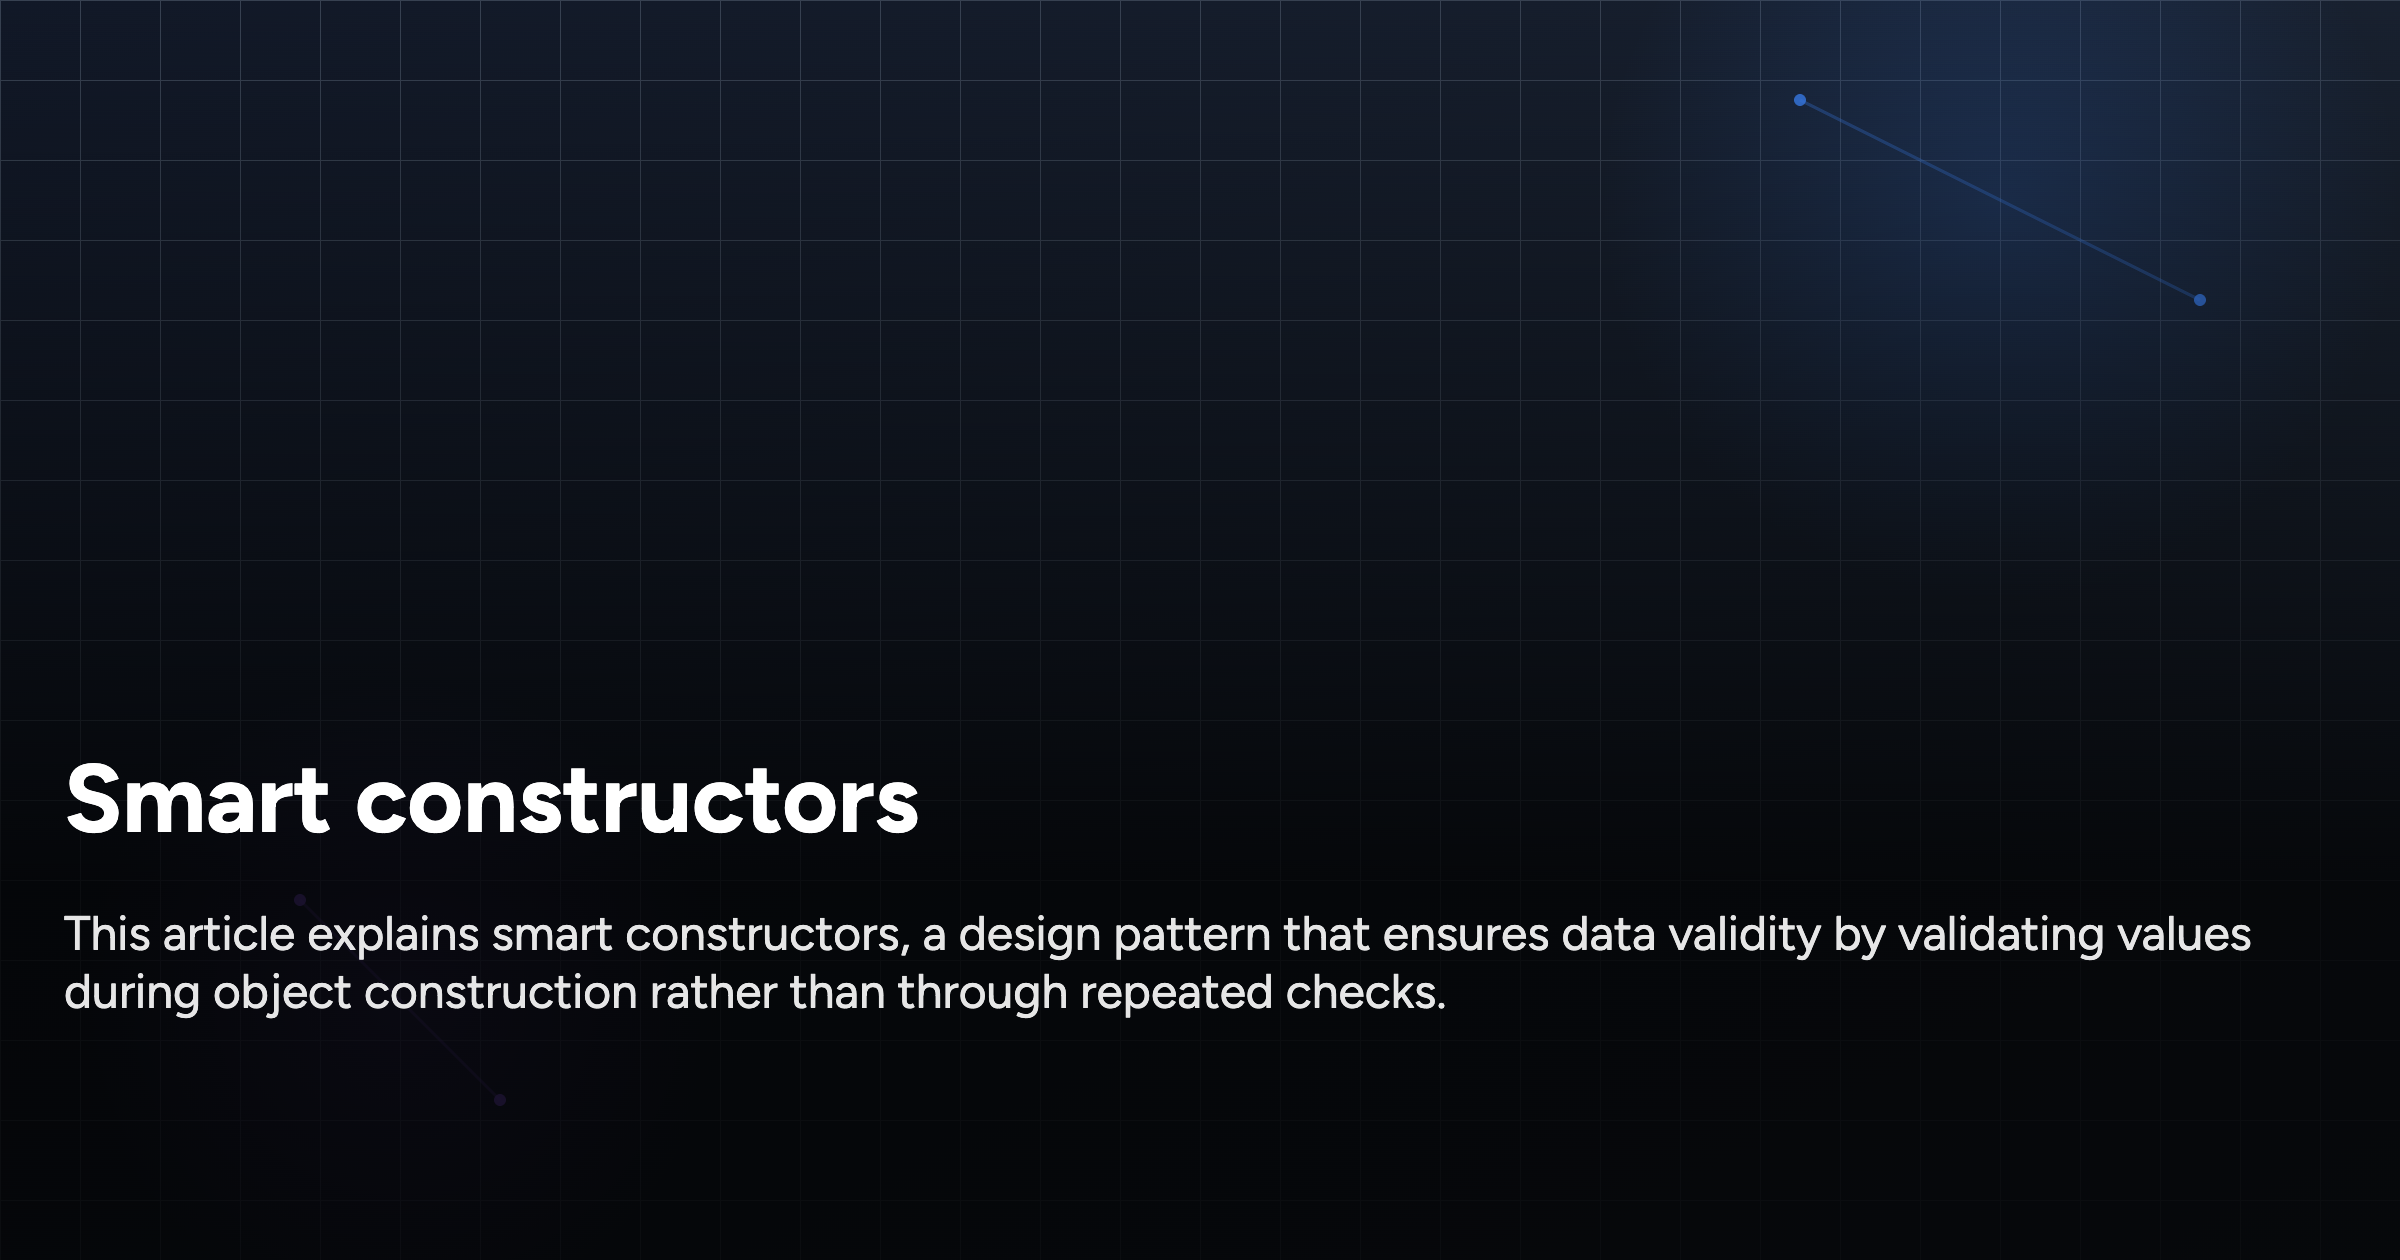 Smart constructors
This article explains smart constructors, a design pattern that ensures data validity by validating values
during object construction rather than through repeated checks.